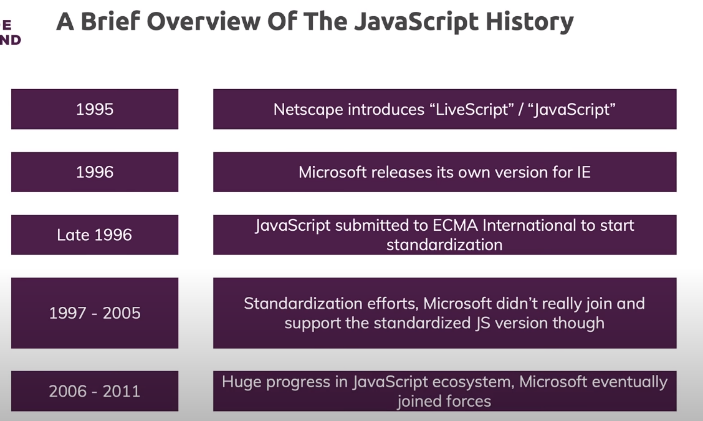 E
ND
A Brief Overview Of The JavaScript History
1995
Netscape introduces “LiveScript” / “JavaScript”
1996
Microsoft releases its own version for IE
Late 1996
JavaScript submitted to ECMA International to start
standardization
1997 - 2005
Standardization efforts, Microsoft didn’t really join and
support the standardized JS version though
2006 - 2011
Huge progress in JavaScript ecosystem, Microsoft eventually
joined forces